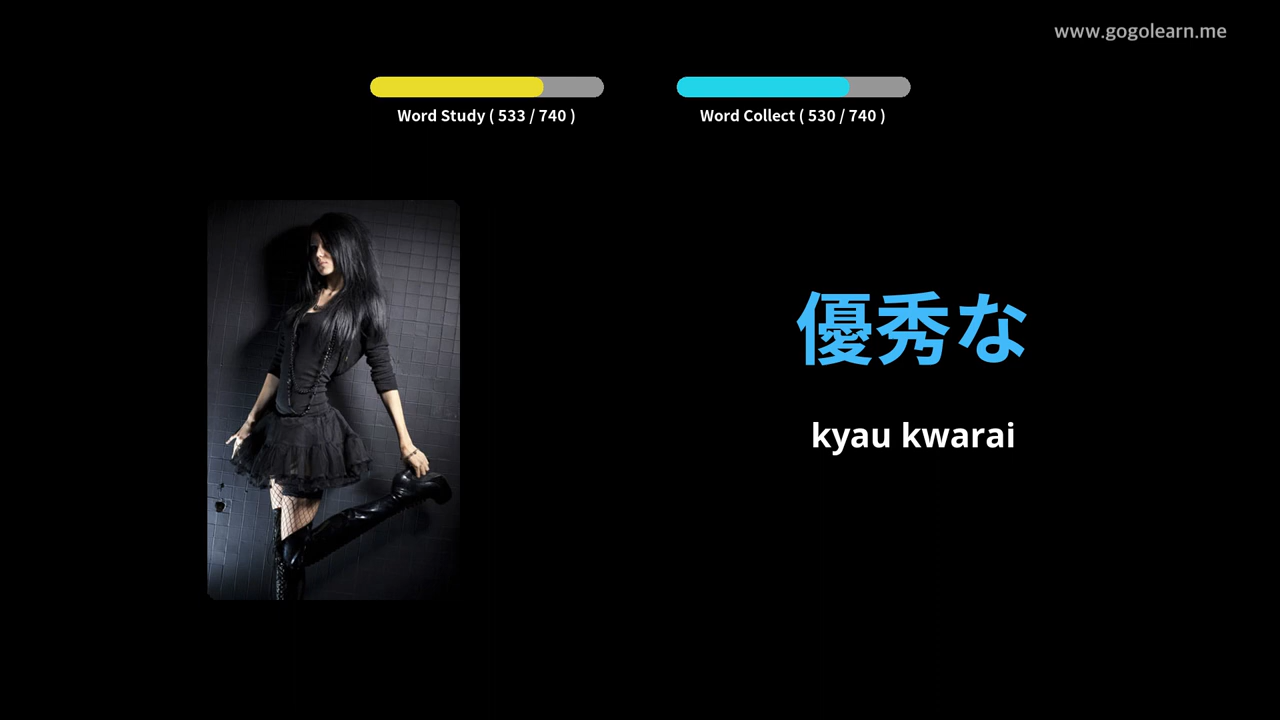 www.gogolearn.me
Word Study ( 533 / 740 )
Word Collect ( 530 / 740 )
優秀な
kyau kwarai